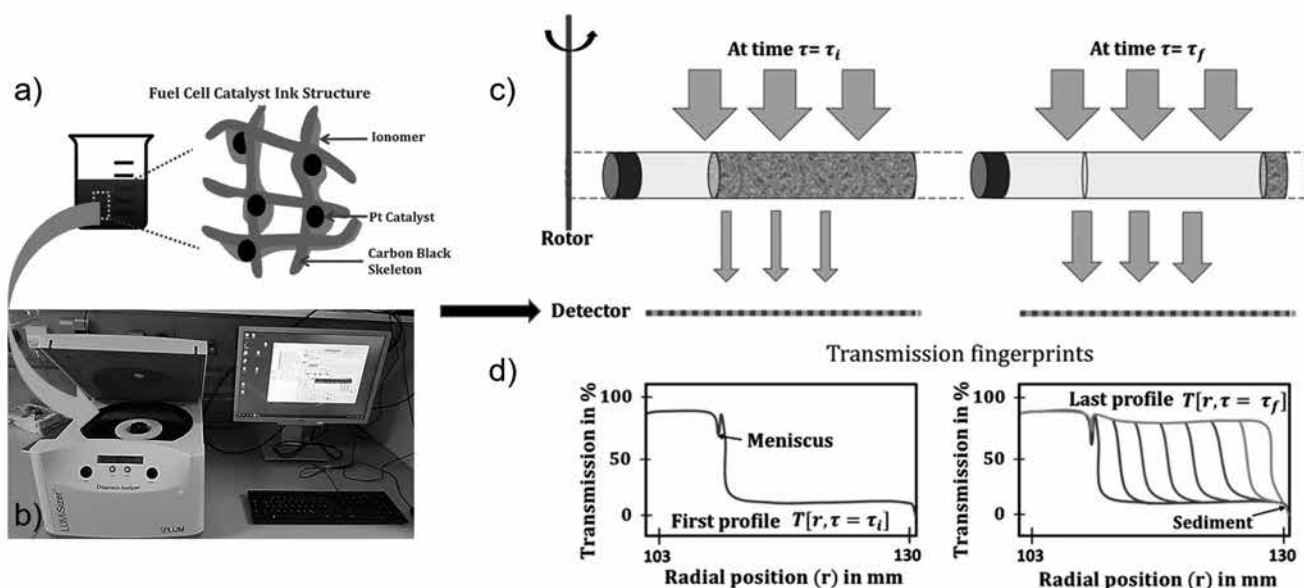 a)
Fuel Cell Catalyst Ink Structure
Ionomer
Pt Catalyst
Carbon Black
Skeleton
b)
LUMiSizer
Dispersion Analyser
LUM
c)
At time τ= τi
At time τ= τf
Rotor
Detector
Transmission fingerprints
d)
Transmission in %
100
50
0
Meniscus
First profile T[r,τ = τi]
103
130
Radial position (r) in mm
Transmission in %
100
50
0
Last profile T[r,τ = τf]
Sediment
103
130
Radial position (r) in mm